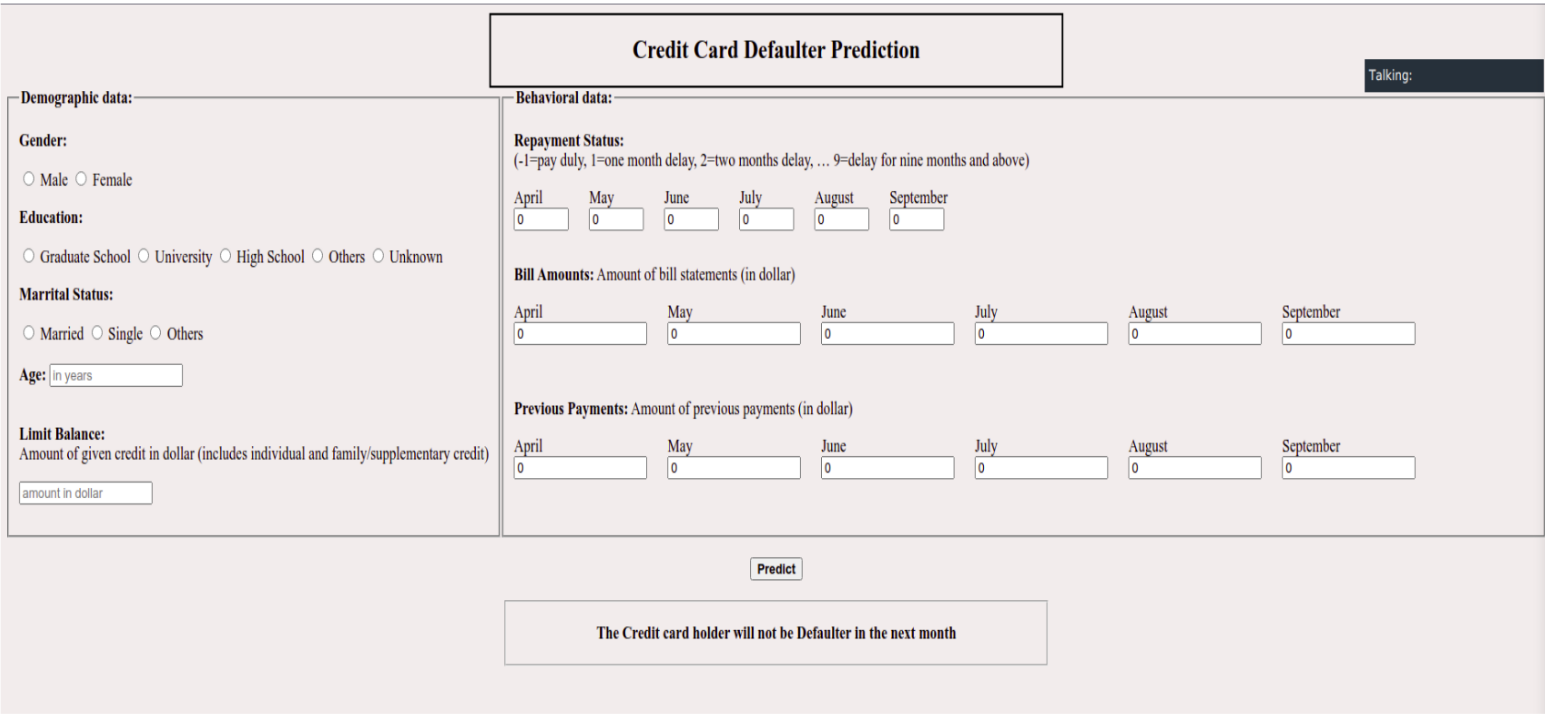 Credit Card Defaulter Prediction
Talking:
Demographic data:
Gender:
Male Female
Education:
Graduate School University High School Others Unknown
Marrital Status:
Married Single Others
Age: in years
Limit Balance:
Amount of given credit in dollar (includes individual and family/supplementary credit)
amount in dollar
Behavioral data:
Repayment Status:
(-1=pay duly, 1=one month delay, 2=two months delay, … 9=delay for nine months and above)
April May June July August September
0 0 0 0 0 0
Bill Amounts: Amount of bill statements (in dollar)
April May June July August September
0 0 0 0 0 0
Previous Payments: Amount of previous payments (in dollar)
April May June July August September
0 0 0 0 0 0
Predict
The Credit card holder will not be Defaulter in the next month